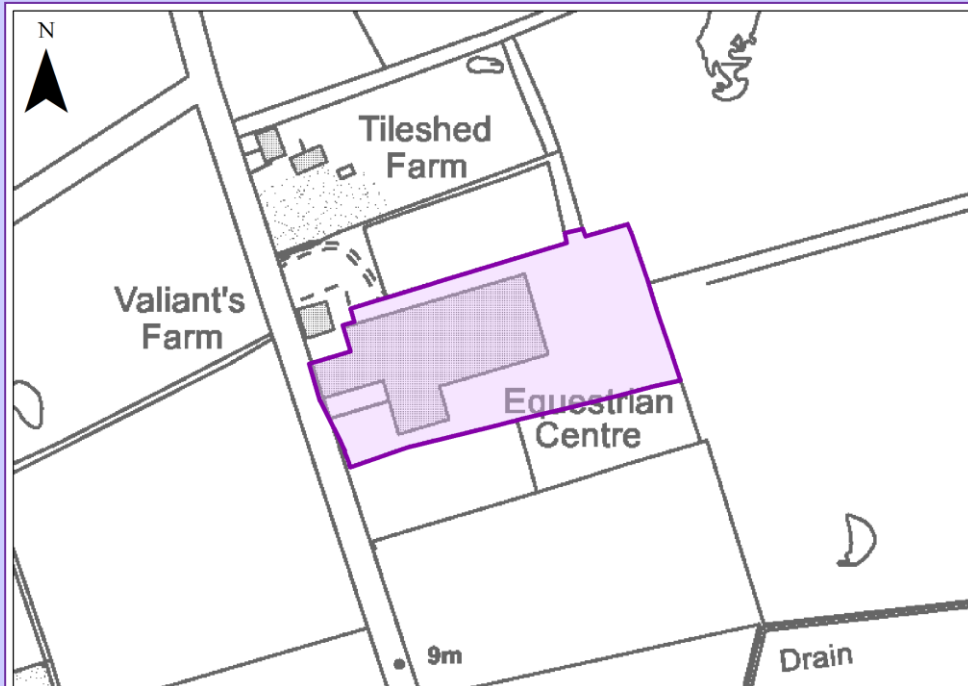 N
Tileshed
Farm
Valiant's
Farm
Equestrian
Centre
9m
Drain